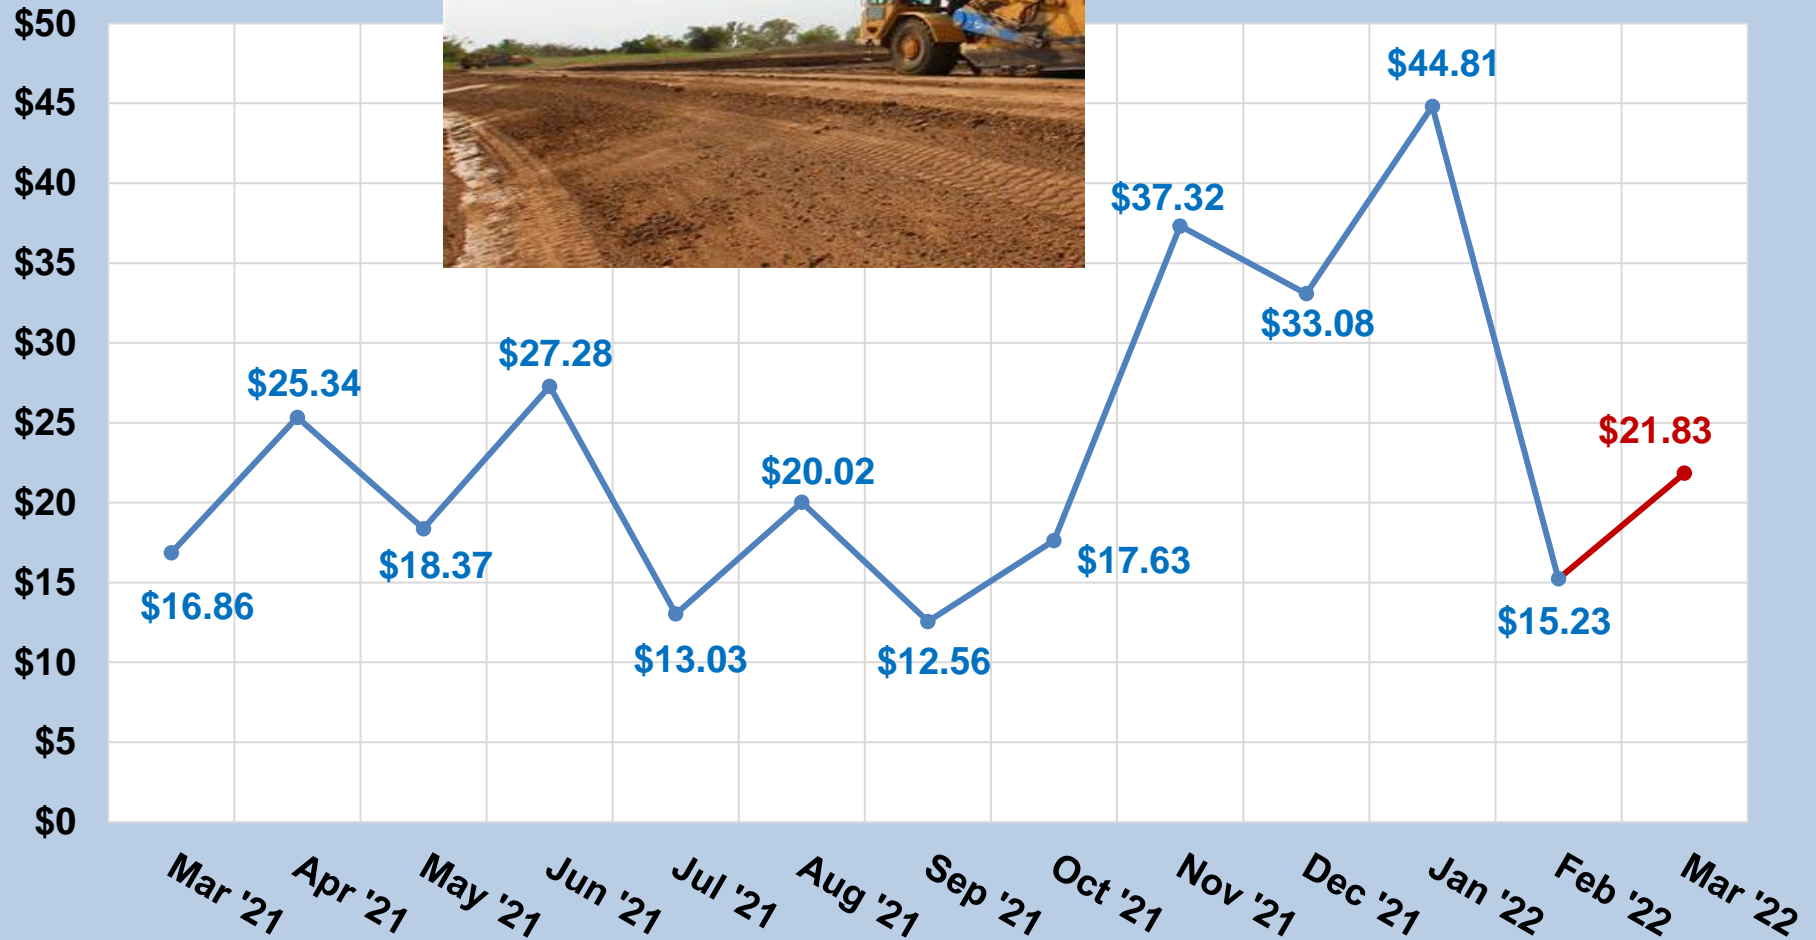 $50
$45
$40
$35
$30
$25
$20
$15
$10
$5
$0
$16.86
$25.34
$18.37
$27.28
$13.03
$20.02
$12.56
$17.63
$37.32
$33.08
$44.81
$15.23
$21.83
Mar '21
Apr '21
May '21
Jun '21
Jul '21
Aug '21
Sep '21
Oct '21
Nov '21
Dec '21
Jan '22
Feb '22
Mar '22